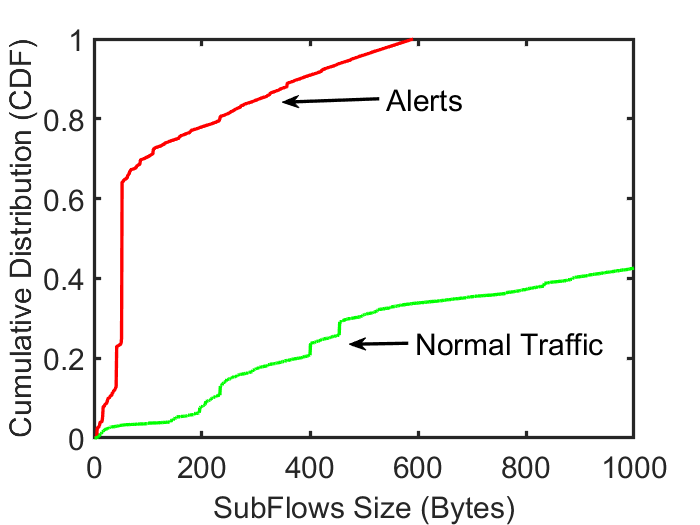 1
0.8
0.6
0.4
0.2
0
Cumulative Distribution (CDF)
Alerts
Normal Traffic
0 200 400 600 800 1000
SubFlows Size (Bytes)